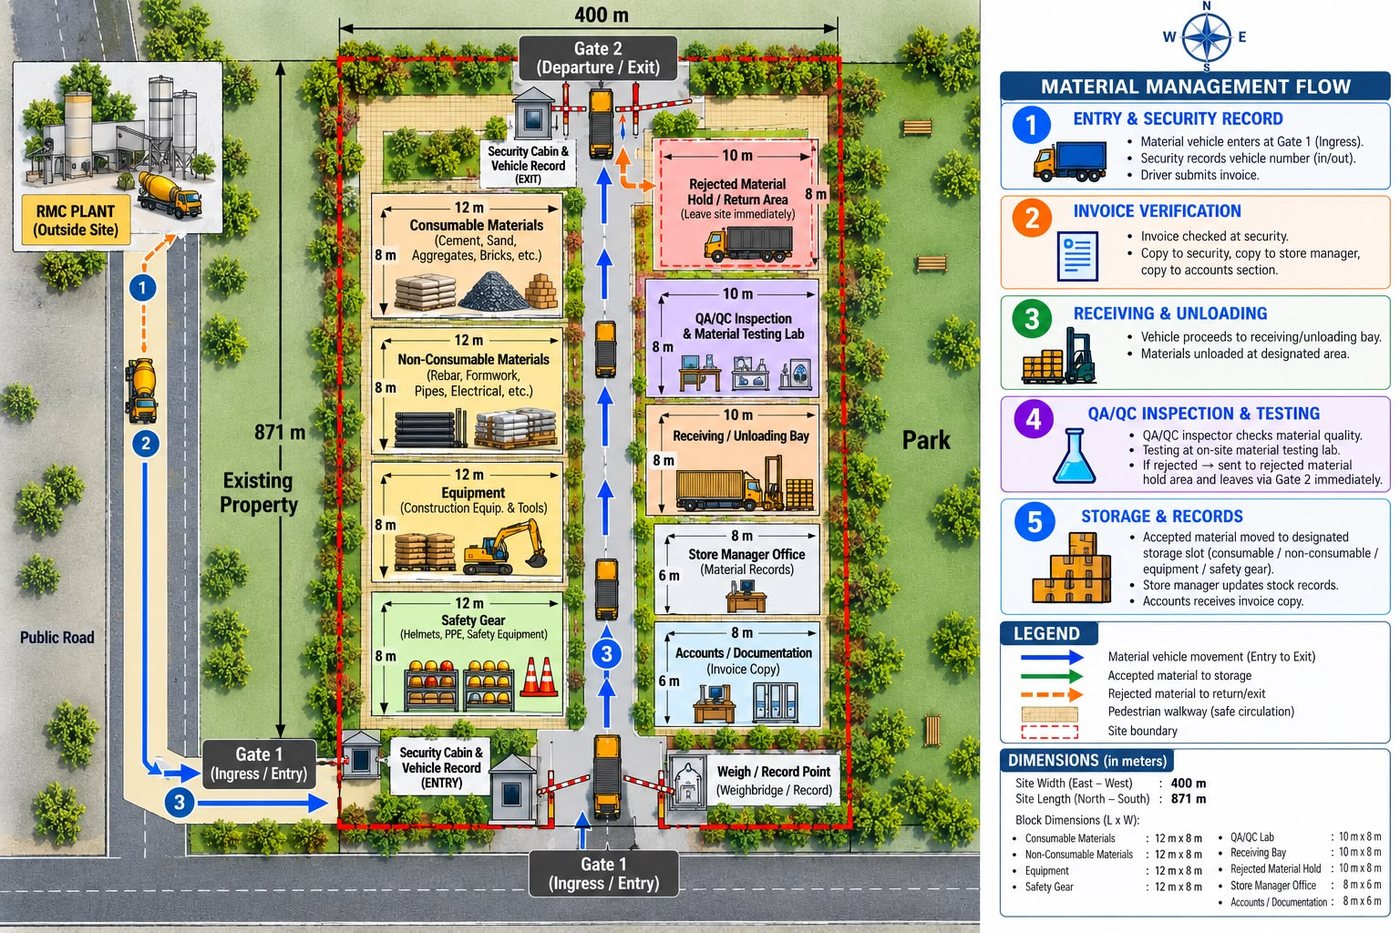 400 m
Gate 2
(Departure / Exit)
RMC PLANT
(Outside Site)
1
2
3
Public Road
871 m
Existing
Property
Security Cabin &
Vehicle Record
(EXIT)
12 m
8 m
Consumable Materials
(Cement, Sand,
Aggregates, Bricks, etc.)
12 m
8 m
Non-Consumable Materials
(Rebar, Formwork,
Pipes, Electrical, etc.)
12 m
8 m
Equipment
(Construction Equip. & Tools)
12 m
8 m
Safety Gear
(Helmets, PPE, Safety Equipment)
10 m
8 m
Rejected Material
Hold / Return Area
(Leave site immediately)
10 m
8 m
QA/QC Inspection
& Material Testing Lab
10 m
8 m
Receiving / Unloading Bay
8 m
6 m
Store Manager Office
(Material Records)
8 m
6 m
Accounts / Documentation
(Invoice Copy)
3
Park
Gate 1
(Ingress / Entry)
Security Cabin &
Vehicle Record
(ENTRY)
Weigh / Record Point
(Weighbridge / Record)
Gate 1
(Ingress / Entry)
N
W E
S
MATERIAL MANAGEMENT FLOW
1 ENTRY & SECURITY RECORD
• Material vehicle enters at Gate 1 (Ingress).
• Security records vehicle number (in/out).
• Driver submits invoice.
2 INVOICE VERIFICATION
• Invoice checked at security.
• Copy to security, copy to store manager,
copy to accounts section.
3 RECEIVING & UNLOADING
• Vehicle proceeds to receiving/unloading bay.
• Materials unloaded at designated area.
4 QA/QC INSPECTION & TESTING
• QA/QC inspector checks material quality.
• Testing at on-site material testing lab.
• If rejected → sent to rejected material
hold area and leaves via Gate 2 immediately.
5 STORAGE & RECORDS
• Accepted material moved to designated
storage slot (consumable / non-consumable /
equipment / safety gear).
• Store manager updates stock records.
• Accounts receives invoice copy.
LEGEND
Material vehicle movement (Entry to Exit)
Accepted material to storage
Rejected material to return/exit
Pedestrian walkway (safe circulation)
Site boundary
DIMENSIONS (in meters)
Site Width (East – West) : 400 m
Site Length (North – South) : 871 m
Block Dimensions (L x W):
• Consumable Materials : 12 m x 8 m
• Non-Consumable Materials : 12 m x 8 m
• Equipment : 12 m x 8 m
• Safety Gear : 12 m x 8 m
• QA/QC Lab : 10 m x 8 m
• Receiving Bay : 10 m x 8 m
• Rejected Material Hold : 10 m x 8 m
• Store Manager Office : 8 m x 6 m
• Accounts / Documentation : 8 m x 6 m